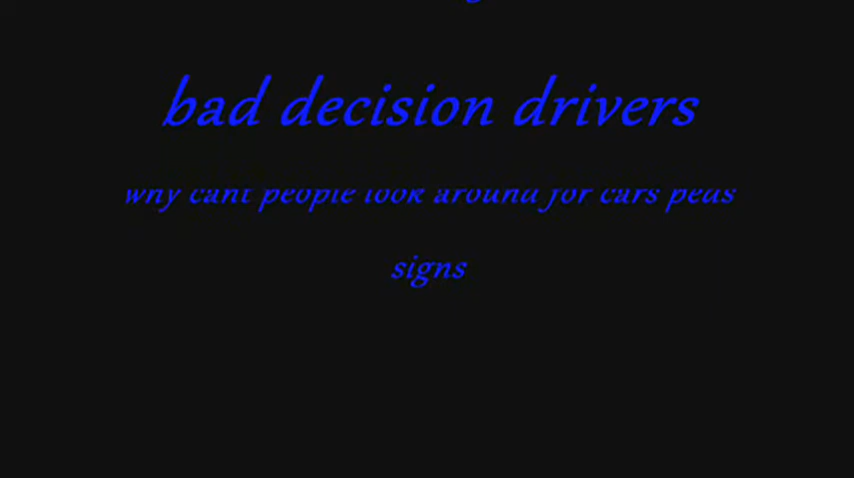 bad decision drivers
why cant people look around for cars peds
signs